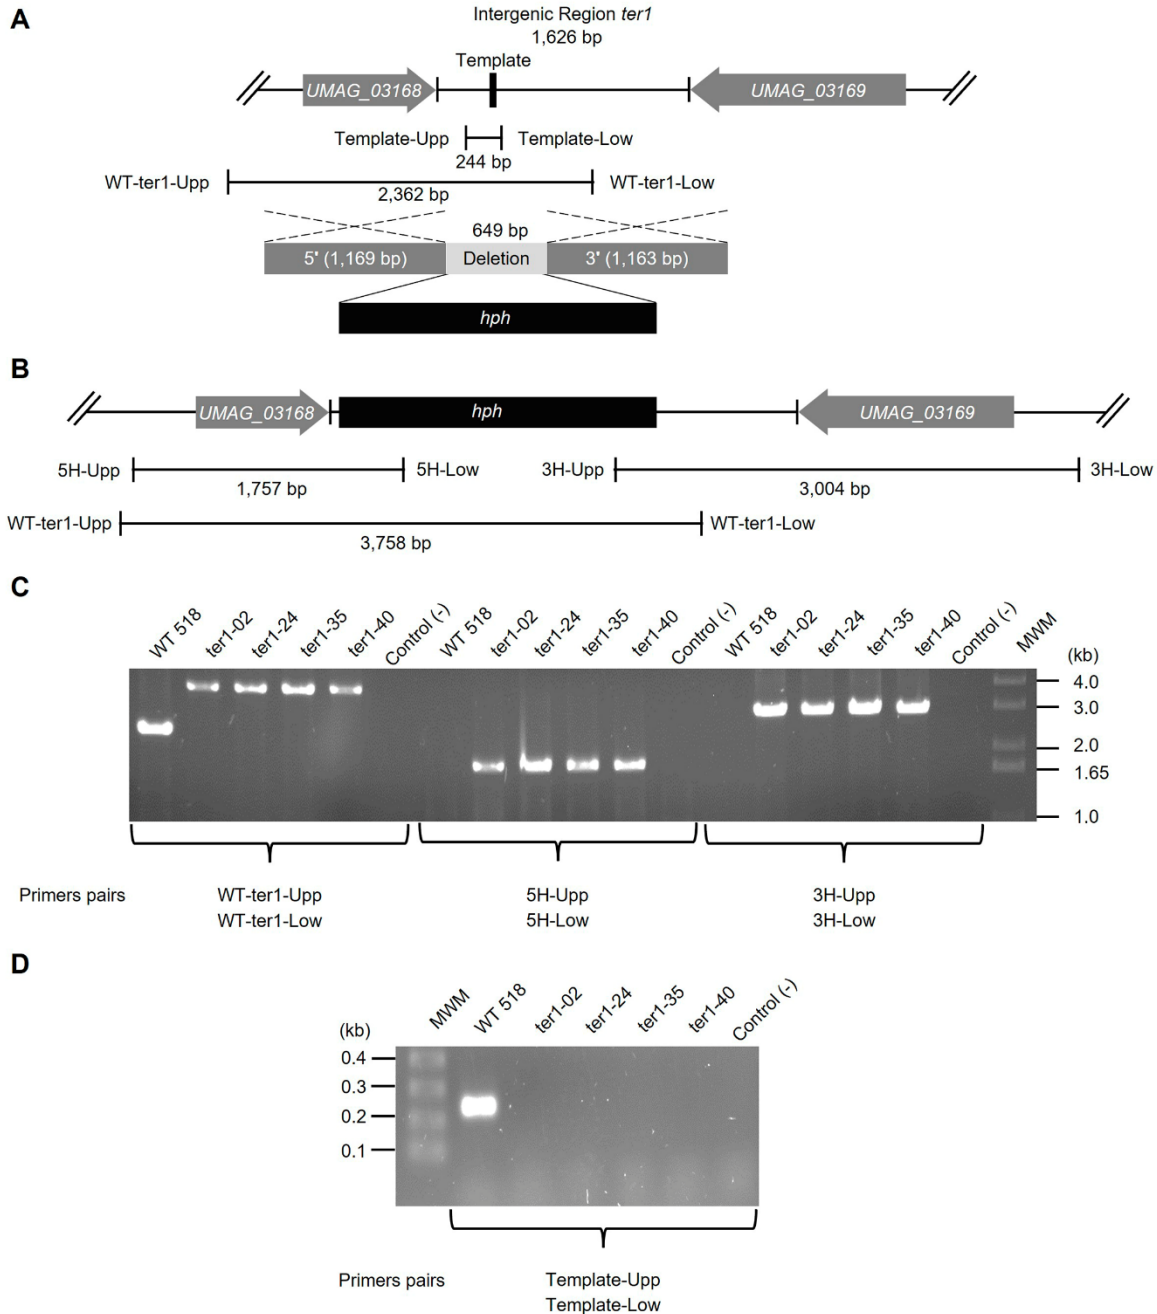 A
Intergenic Region ter1
1,626 bp
Template
UMAG_03168
UMAG_03169
Template-Upp
Template-Low
244 bp
WT-ter1-Upp
WT-ter1-Low
2,362 bp
649 bp
5' (1,169 bp)
Deletion
3' (1,163 bp)
hph
B
UMAG_03168
hph
UMAG_03169
5H-Upp
5H-Low
3H-Upp
3H-Low
1,757 bp
3,004 bp
WT-ter1-Upp
WT-ter1-Low
3,758 bp
C
WT 518
ter1-02
ter1-24
ter1-35
ter1-40
Control (-)
WT 518
ter1-02
ter1-24
ter1-35
ter1-40
Control (-)
WT 518
ter1-02
ter1-24
ter1-35
ter1-40
Control (-)
MWM
(kb)
4.0
3.0
2.0
1.65
1.0
Primers pairs
WT-ter1-Upp
WT-ter1-Low
5H-Upp
5H-Low
3H-Upp
3H-Low
D
MWM
WT 518
ter1-02
ter1-24
ter1-35
ter1-40
Control (-)
(kb)
0.4
0.3
0.2
0.1
Primers pairs
Template-Upp
Template-Low